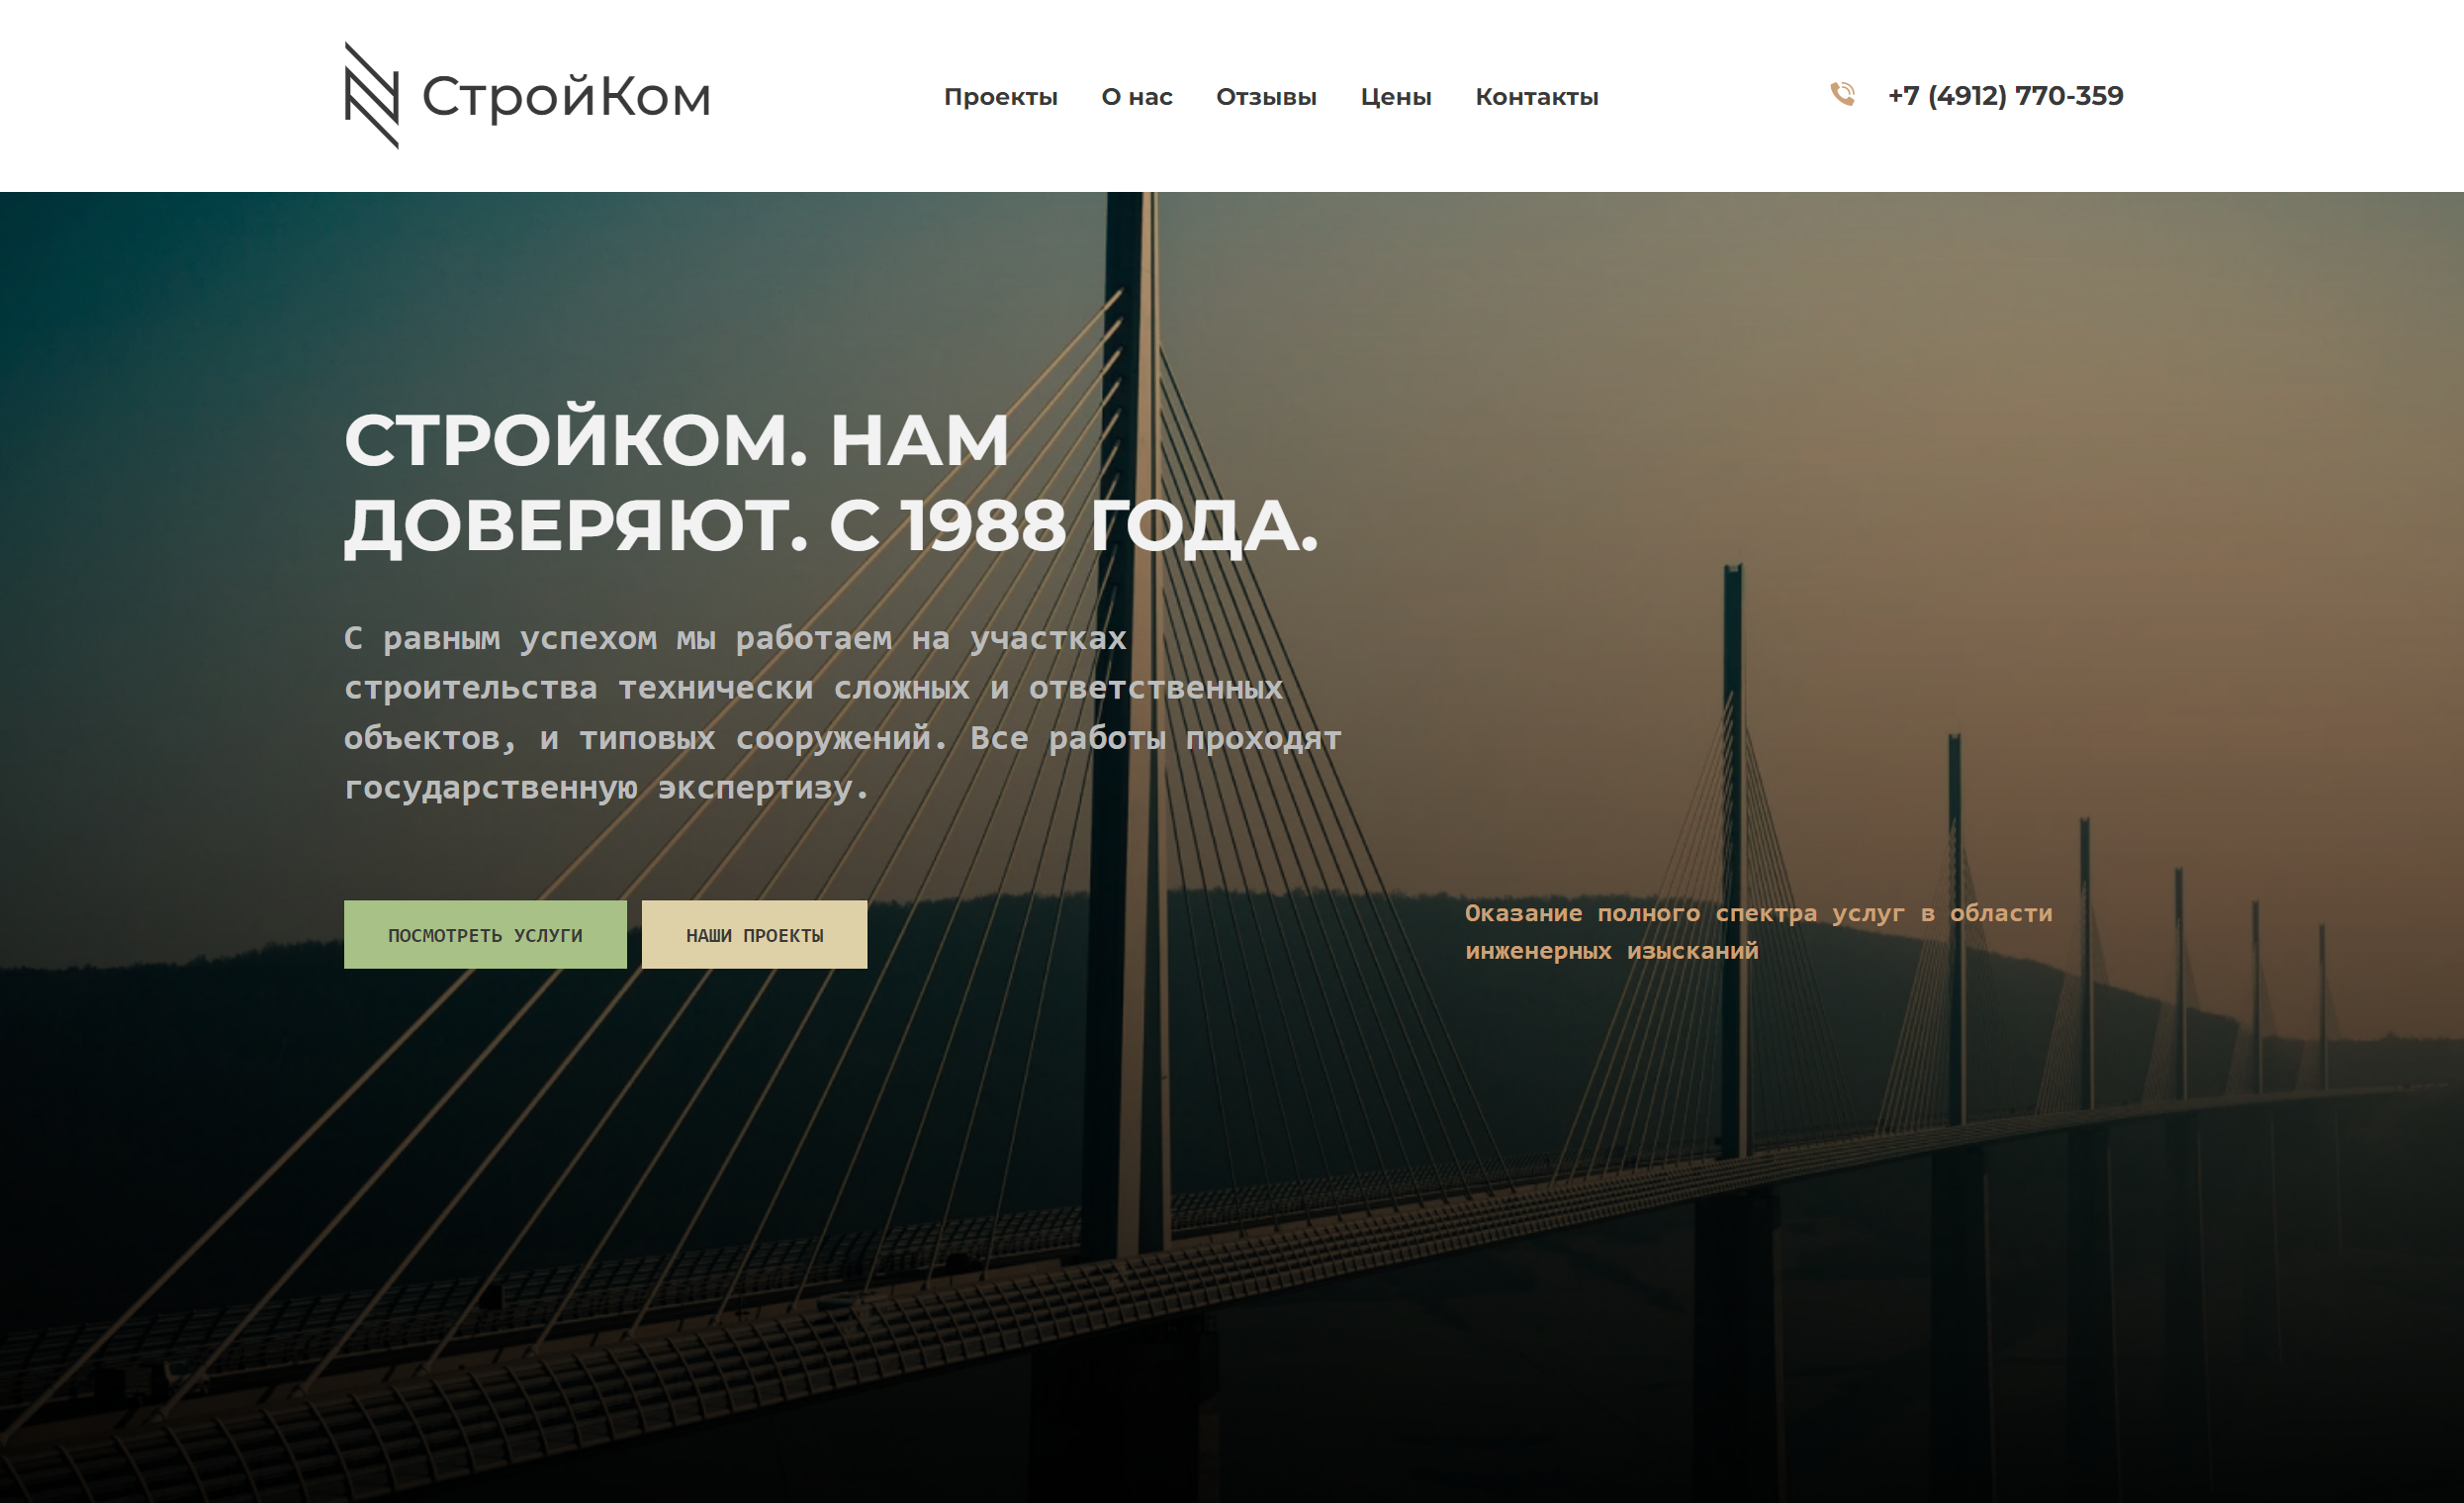 СтройКом
Проекты О нас Отзывы Цены Контакты
+7 (4912) 770-359
СТРОЙКОМ. НАМ
ДОВЕРЯЮТ. С 1988 ГОДА.
С равным успехом мы работаем на участках
строительства технически сложных и ответственных
объектов, и типовых сооружений. Все работы проходят
государственную экспертизу.
ПОСМОТРЕТЬ УСЛУГИ НАШИ ПРОЕКТЫ
Оказание полного спектра услуг в области
инженерных изысканий